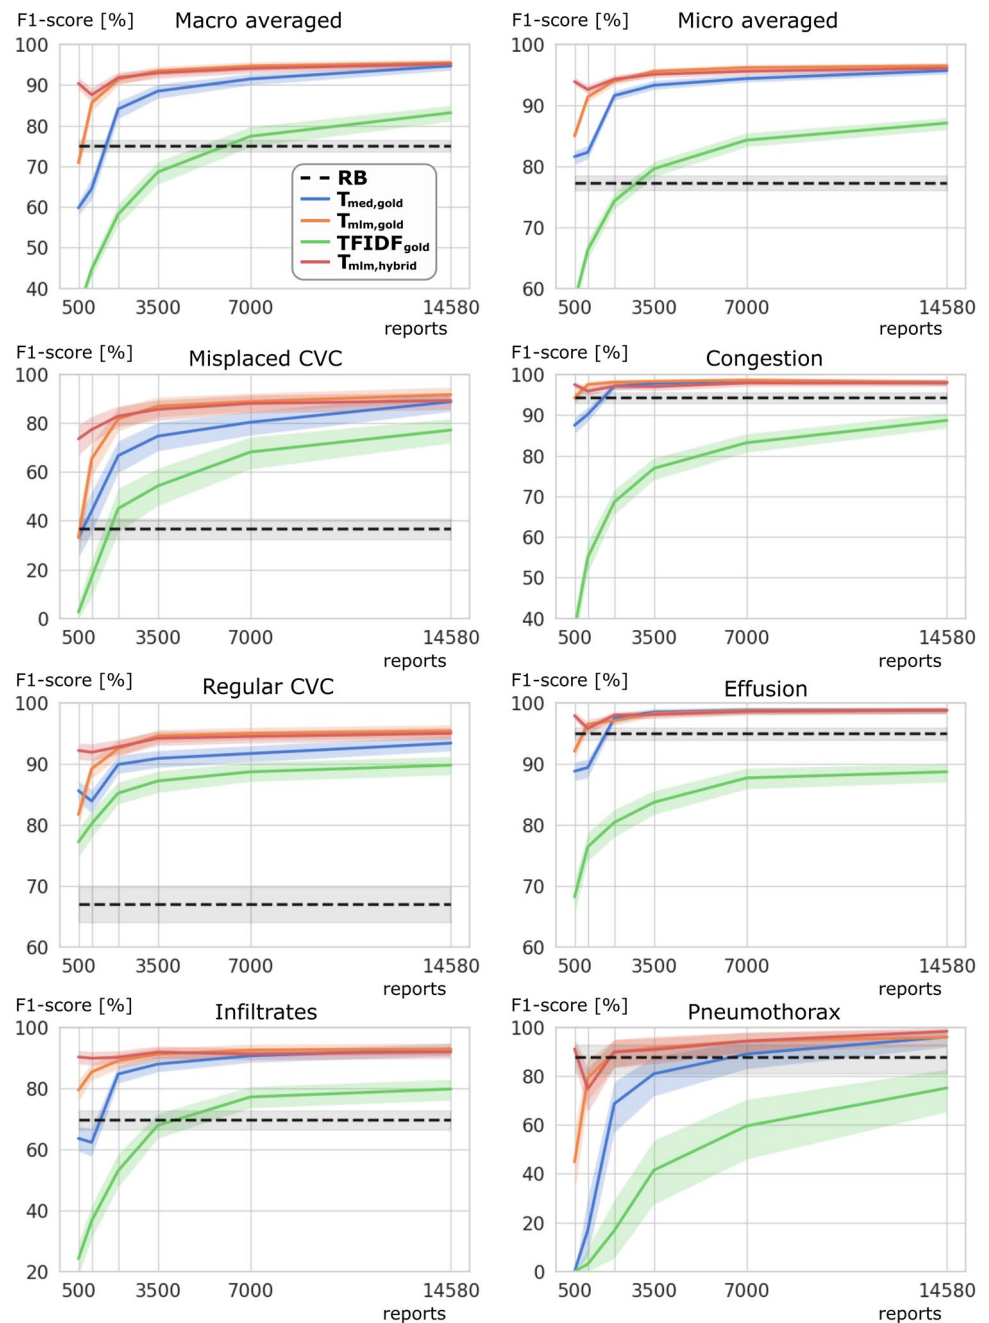 F1-score [%]
Macro averaged
100
90
80
70
60
50
40
500 3500 7000 14580
reports
RB
Tmed,gold
Tmlm,gold
TFIDFgold
Tmlm,hybrid
F1-score [%]
Micro averaged
100
90
80
70
60
500 3500 7000 14580
reports
F1-score [%]
Misplaced CVC
100
80
60
40
20
0
500 3500 7000 14580
reports
F1-score [%]
Congestion
100
90
80
70
60
50
40
500 3500 7000 14580
reports
F1-score [%]
Regular CVC
100
90
80
70
60
500 3500 7000 14580
reports
F1-score [%]
Effusion
100
90
80
70
60
500 3500 7000 14580
reports
F1-score [%]
Infiltrates
100
80
60
40
20
500 3500 7000 14580
reports
F1-score [%]
Pneumothorax
100
80
60
40
20
0
500 3500 7000 14580
reports